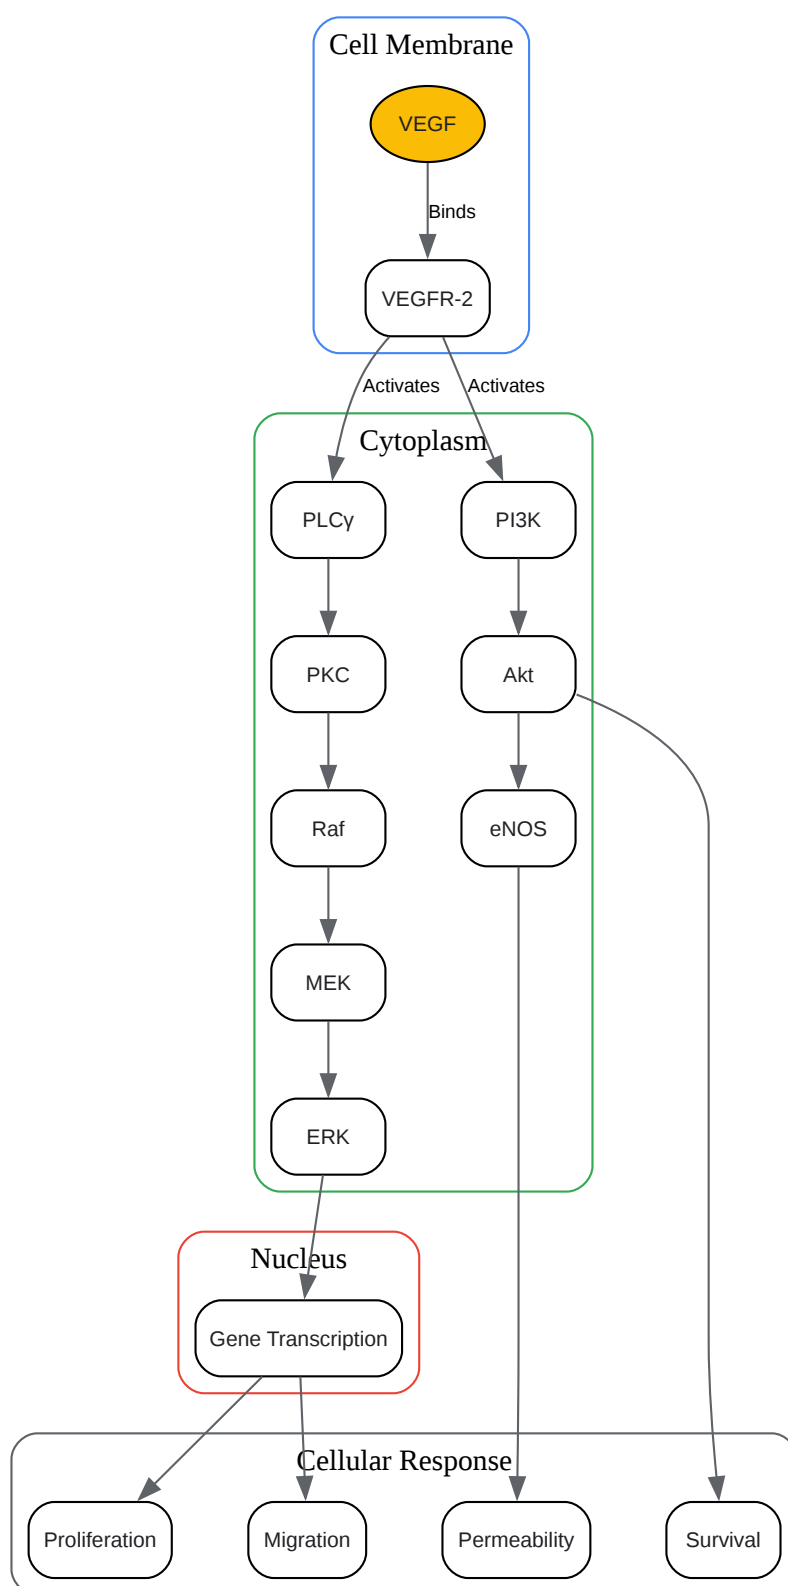 Cell Membrane
VEGF
Binds
VEGFR-2
Activates
Activates
Cytoplasm
PLCγ
PI3K
PKC
Akt
Raf
eNOS
MEK
ERK
Nucleus
Gene Transcription
Cellular Response
Proliferation
Migration
Permeability
Survival